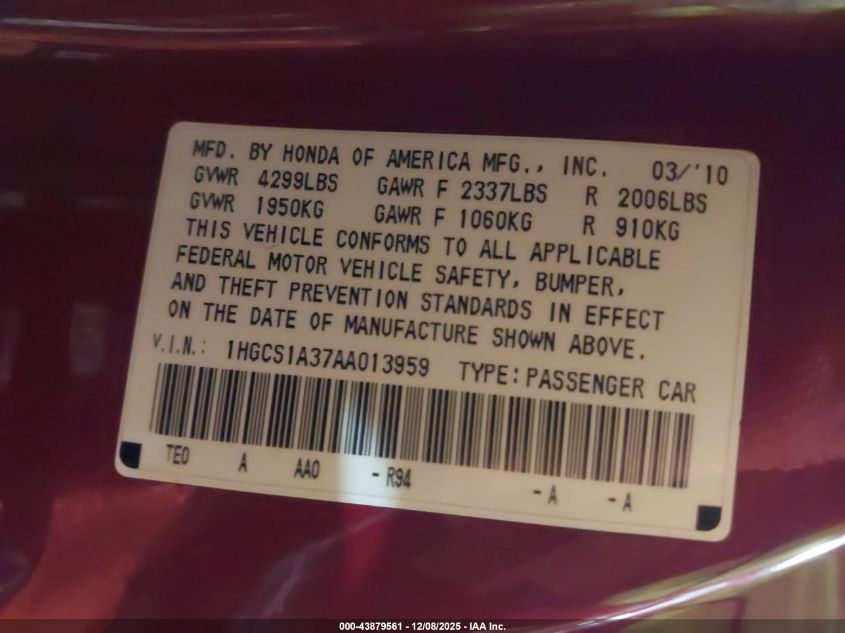 MFD. BY HONDA OF AMERICA MFG., INC. 03/'10
GVWR 4299LBS GAWR F 2337LBS R 2006LBS
GVWR 1950KG GAWR F 1060KG R 910KG
THIS VEHICLE CONFORMS TO ALL APPLICABLE
FEDERAL MOTOR VEHICLE SAFETY, BUMPER,
AND THEFT PREVENTION STANDARDS IN EFFECT
ON THE DATE OF MANUFACTURE SHOWN ABOVE.
V.I.N.: 1HGCS1A37AA013959 TYPE: PASSENGER CAR
TE0 A AA0 - R94 - A - A
000-43879561 - 12/08/2025 - IAA Inc.